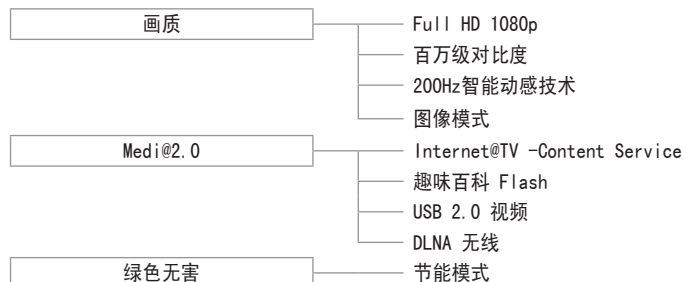 画质
Full HD 1080p
百万级对比度
200Hz智能动感技术
图像模式
Medi@2.0
Internet@TV -Content Service
趣味百科 Flash
USB 2.0 视频
DLNA 无线
绿色无害
节能模式